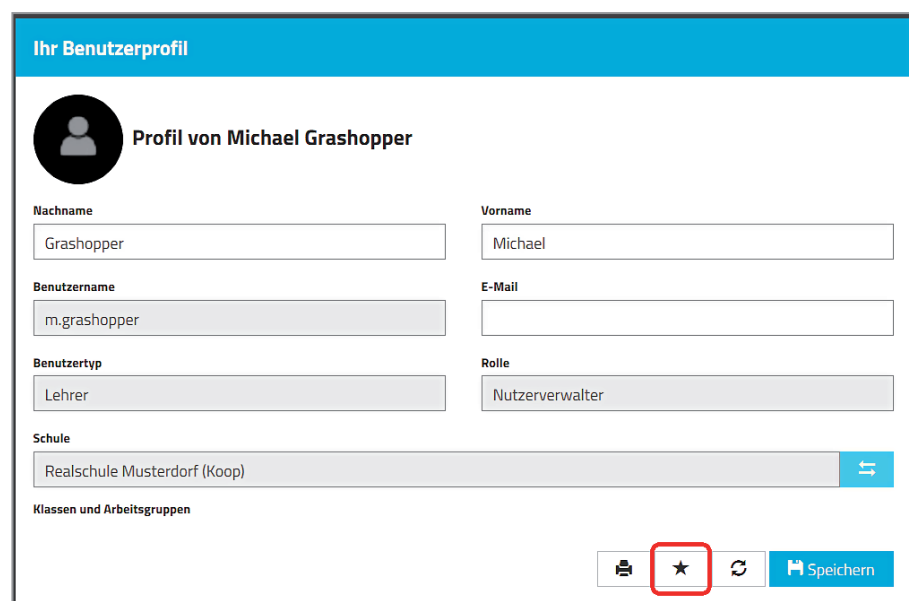 Ihr Benutzerprofil
Profil von Michael Grashopper
Nachname
Vorname
Grashopper
Michael
Benutzername
E-Mail
m.grashopper
Benutzertyp
Rolle
Lehrer
Nutzerverwalter
Schule
Realschule Musterdorf (Koop)
Klassen und Arbeitsgruppen
Speichern